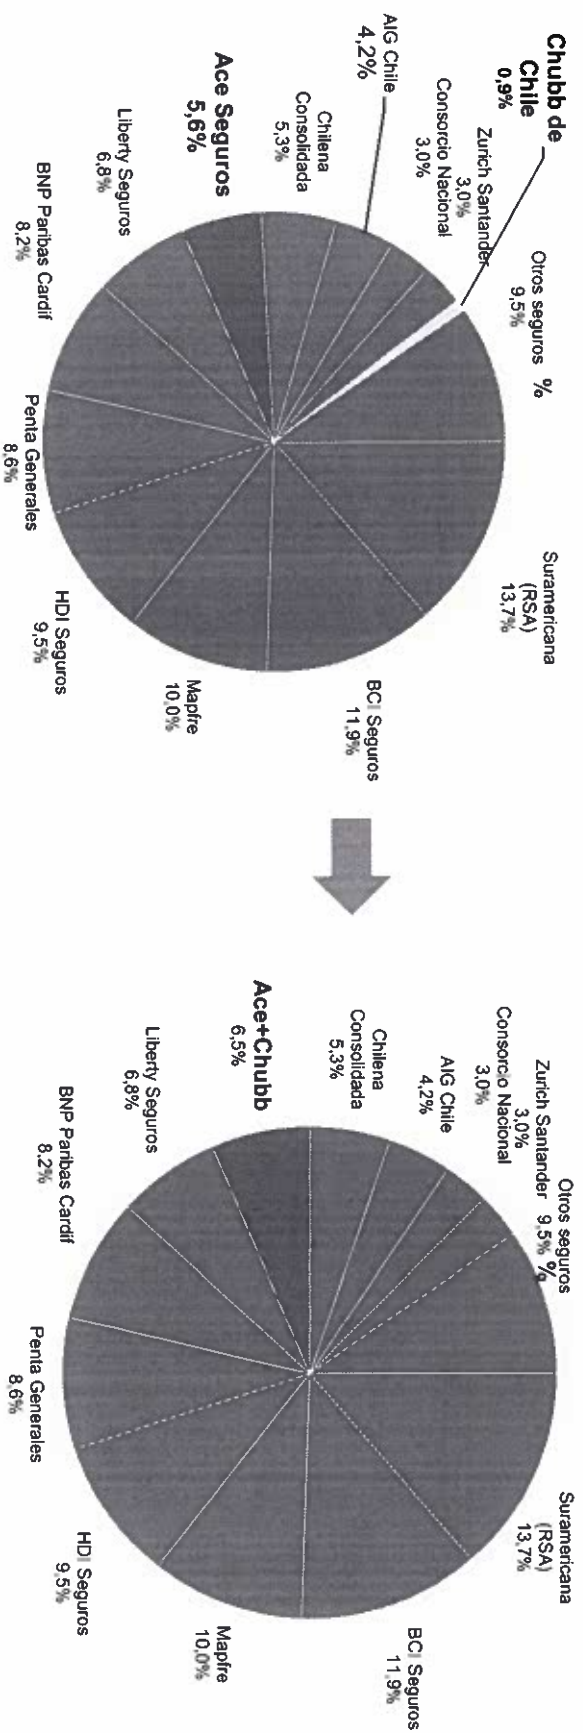 Chubb de
Chile
0,9%
Otros seguros %
9,5%
Suramericana
(RSA)
13,7%
BCI Seguros
11,9%
Mapfre
10,0%
HDI Seguros
9,5%
Penta Generales
8,6%
BNP Paribas Cardif
8,2%
Liberty Seguros
6,8%
Ace Seguros
5,6%
Chilena
Consolidada
5,3%
AIG Chile
4,2%
Consorcio Nacional
3,0%
Zurich Santander
3,0%
Otros seguros
9,5% %
Suramericana
(RSA)
13,7%
BCI Seguros
11,9%
Mapfre
10,0%
HDI Seguros
9,5%
Penta Generales
8,6%
BNP Paribas Cardif
8,2%
Liberty Seguros
6,8%
Ace+Chubb
6,5%
Chilena
Consolidada
5,3%
AIG Chile
4,2%
Consorcio Nacional
3,0%
Zurich Santander
3,0%